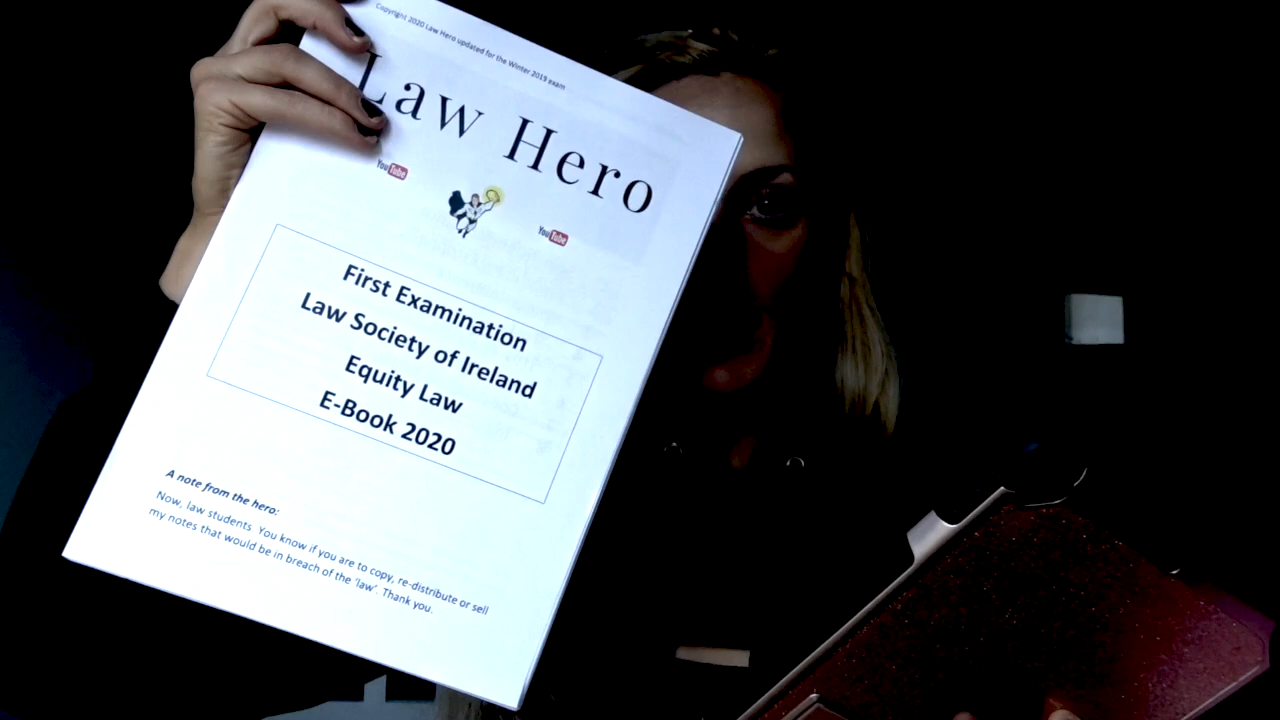 Copyright 2020 Law Hero updated for the Winter 2019 exam
Law Hero
YouTube
YouTube
First Examination
Law Society of Ireland
Equity Law
E-Book 2020
A note from the hero:
Now, law students. You know if you are to copy, re-distribute or sell
my notes that would be in breach of the 'law'. Thank you.